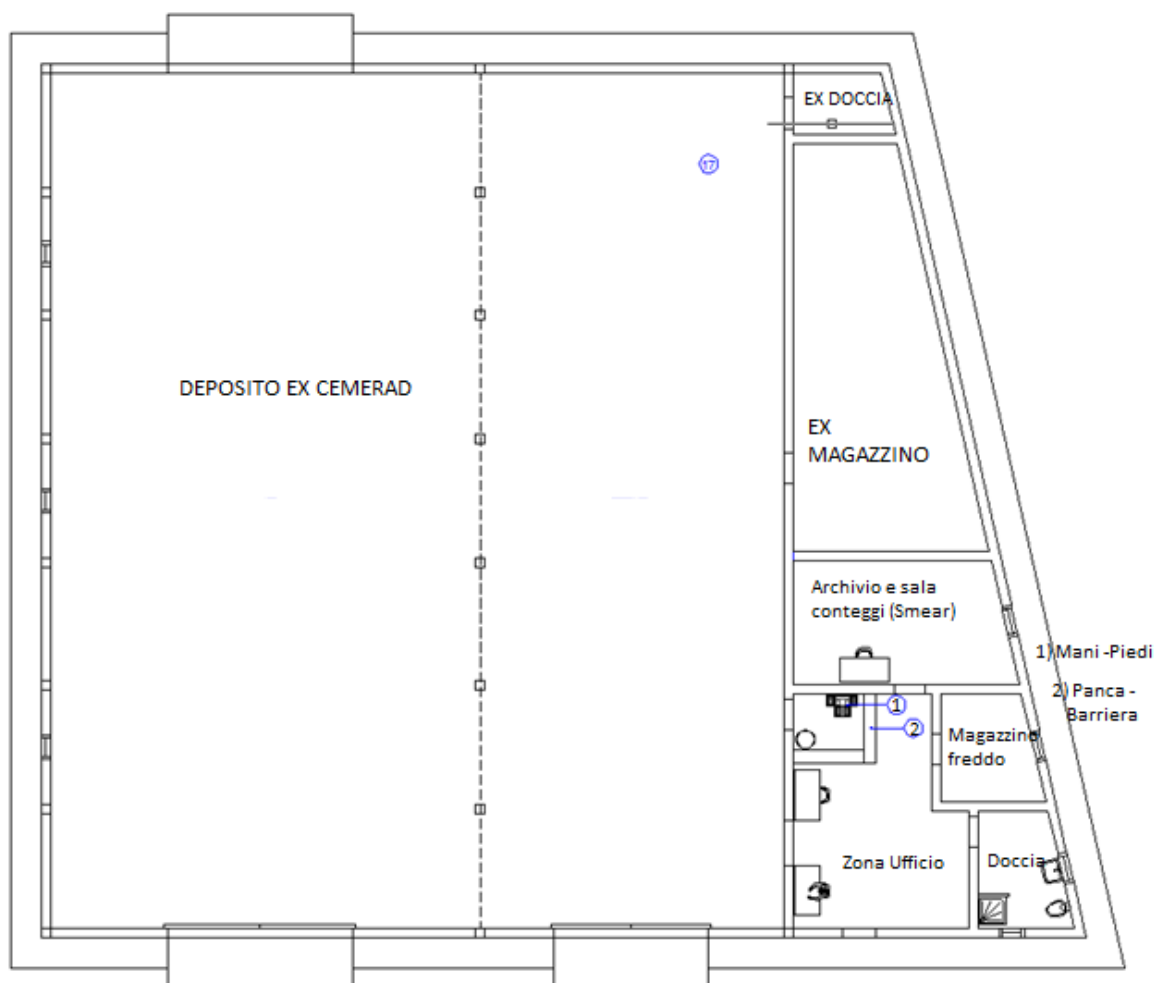 EX DOCCIA
17
DEPOSITO EX CEMERAD
EX
MAGAZZINO
Archivio e sala
conteggi (Smear)
1) Mani -Piedi
2) Panca -
Barriera
1
2
Magazzino
freddo
Zona Ufficio
Doccia